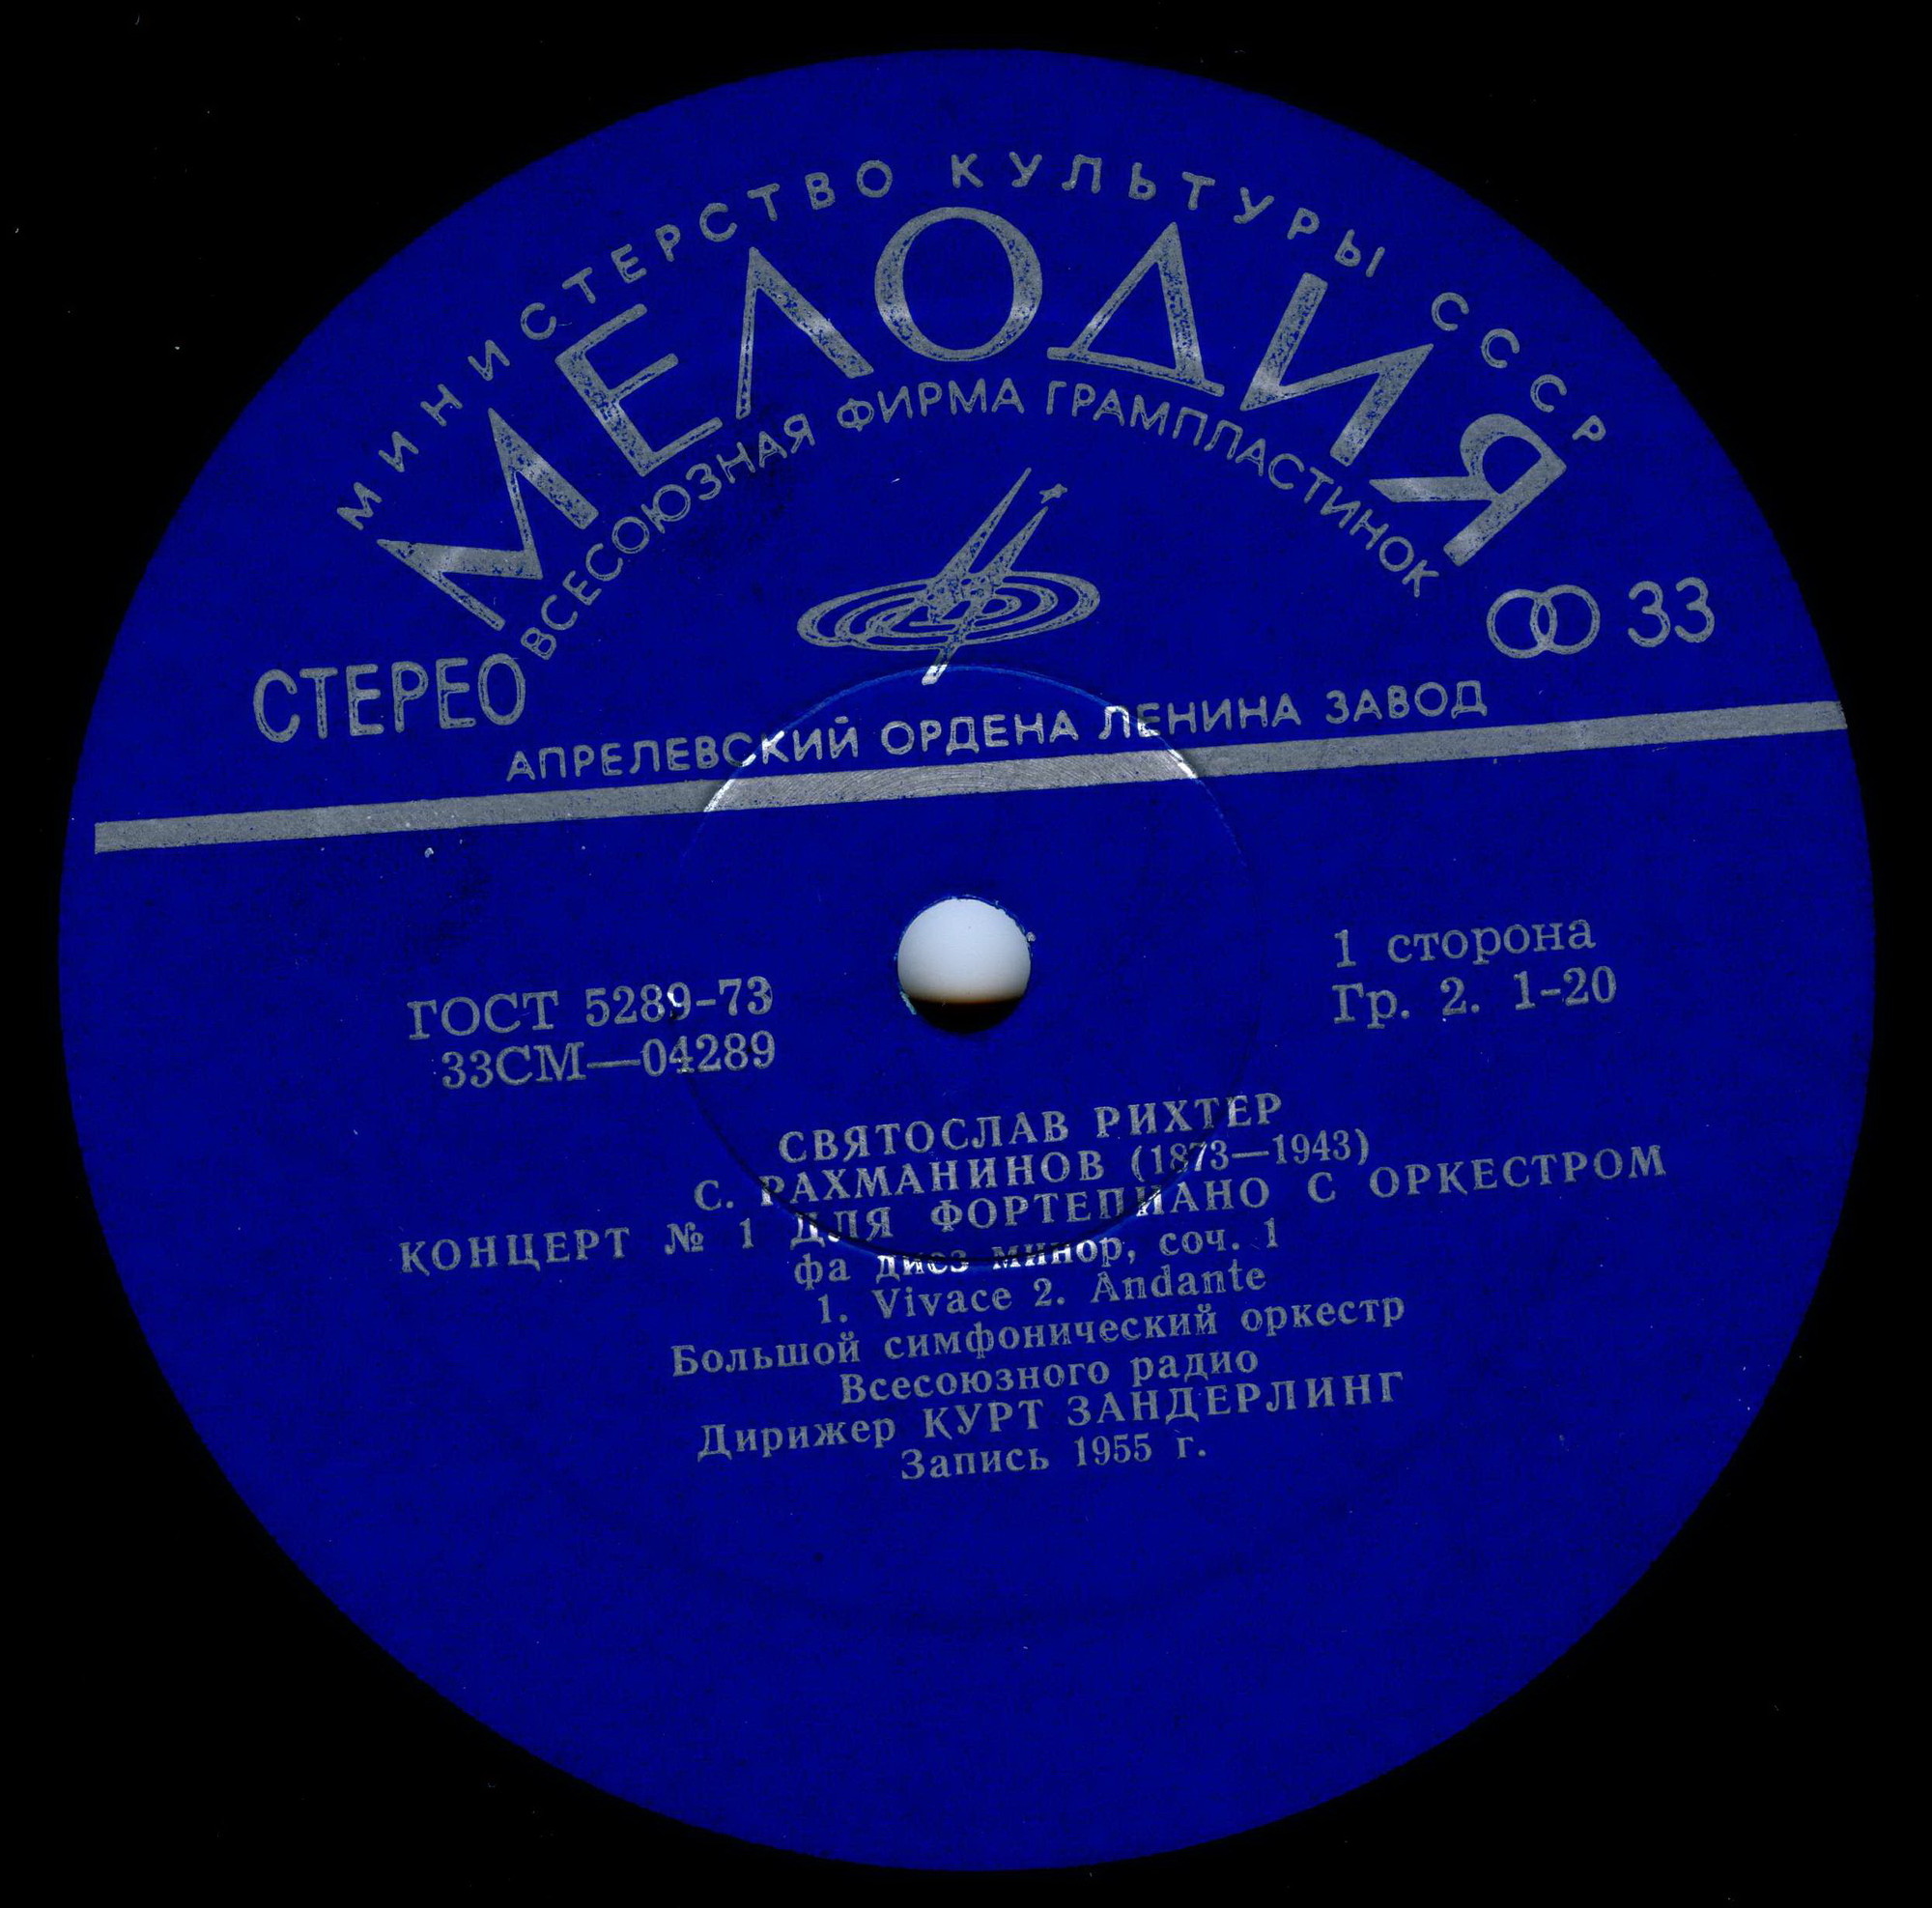 МИНИСТЕРСТВО КУЛЬТУРЫ СССР
МЕЛОДИЯ
ВСЕСОЮЗНАЯ ФИРМА ГРАМПЛАСТИНОК
33
СТЕРЕО
АПРЕЛЕВСКИЙ ОРДЕНА ЛЕНИНА ЗАВОД
ГОСТ 5289-73
33СМ—04289
1 сторона
Гр. 2. 1-20
СВЯТОСЛАВ РИХТЕР
С. РАХМАНИНОВ (1873—1943)
КОНЦЕРТ № 1 ДЛЯ ФОРТЕПИАНО С ОРКЕСТРОМ
фа диез минор, соч. 1
1. Vivace 2. Andante
Большой симфонический оркестр
Всесоюзного радио
Дирижер КУРТ ЗАНДЕРЛИНГ
Запись 1955 г.